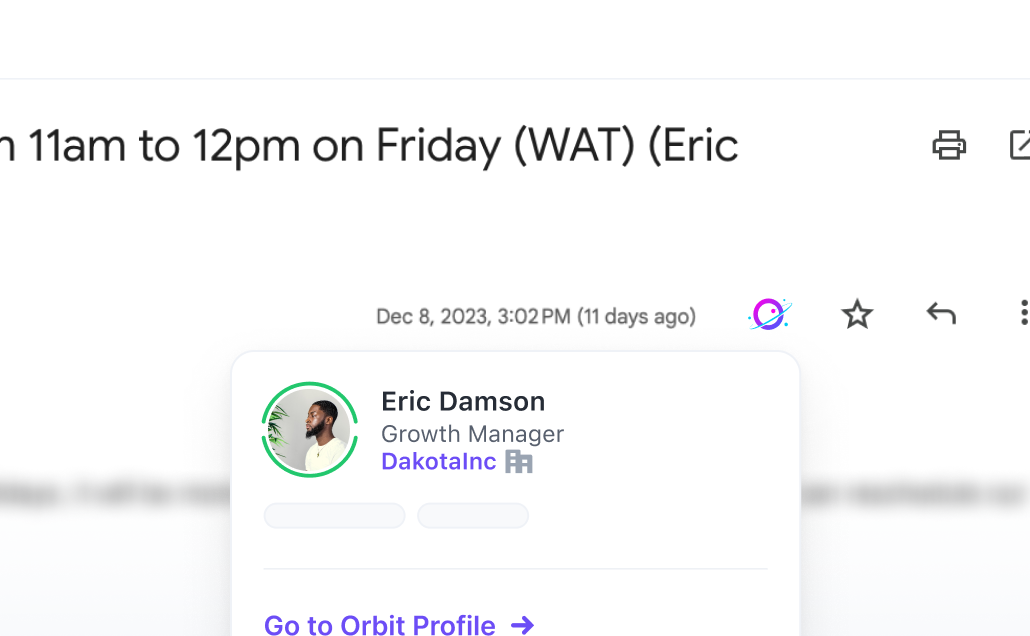 11am to 12pm on Friday (WAT) (Eric
Dec 8, 2023, 3:02 PM (11 days ago)
Eric Damson
Growth Manager
DakotaInc
Go to Orbit Profile →